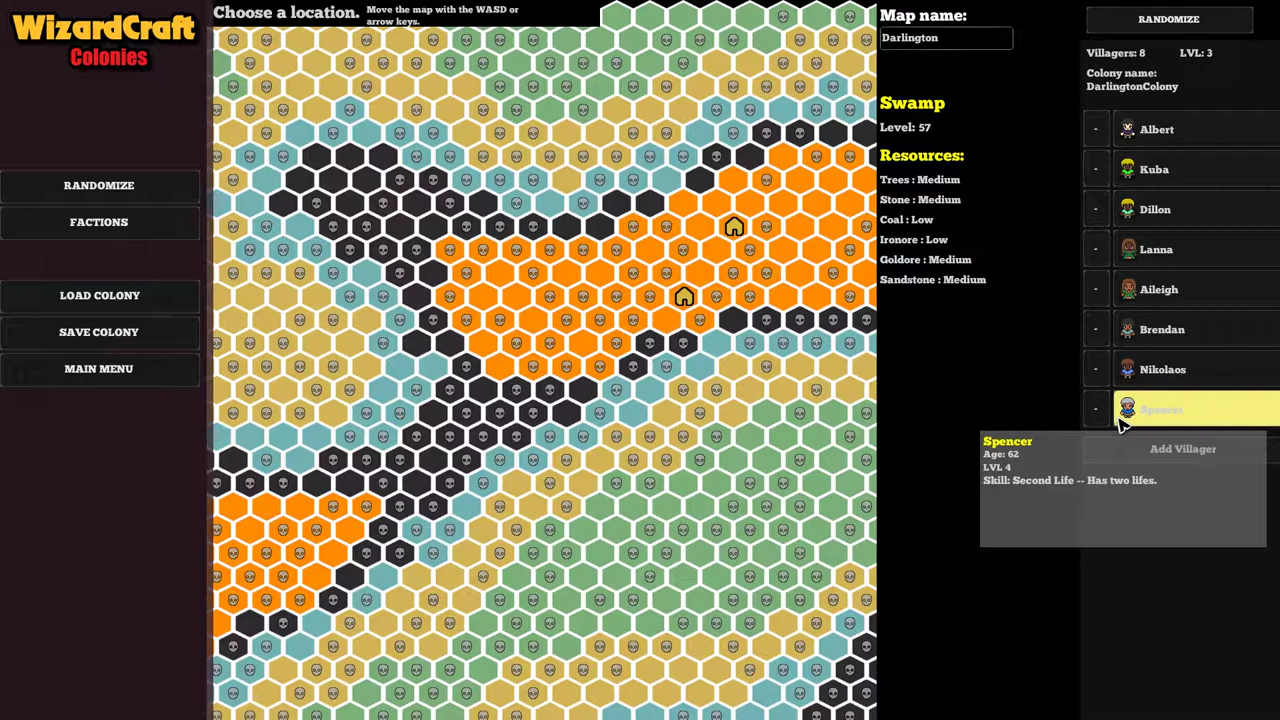 WizardCraft
Colonies
RANDOMIZE
FACTIONS
LOAD COLONY
SAVE COLONY
MAIN MENU
Choose a location.
Move the map with the WASD or
arrow keys.
Map name:
Darlington
Swamp
Level: 57
Resources:
Trees : Medium
Stone : Medium
Coal : Low
Ironore : Low
Goldore : Medium
Sandstone : Medium
RANDOMIZE
Villagers: 8 LVL: 3
Colony name:
DarlingtonColony
- Albert
- Kuba
- Dillon
- Lanna
- Aileigh
- Brendan
- Nikolaos
- Spencer
Add Villager
Spencer
Age: 62
LVL 4
Skill: Second Life -- Has two lifes.